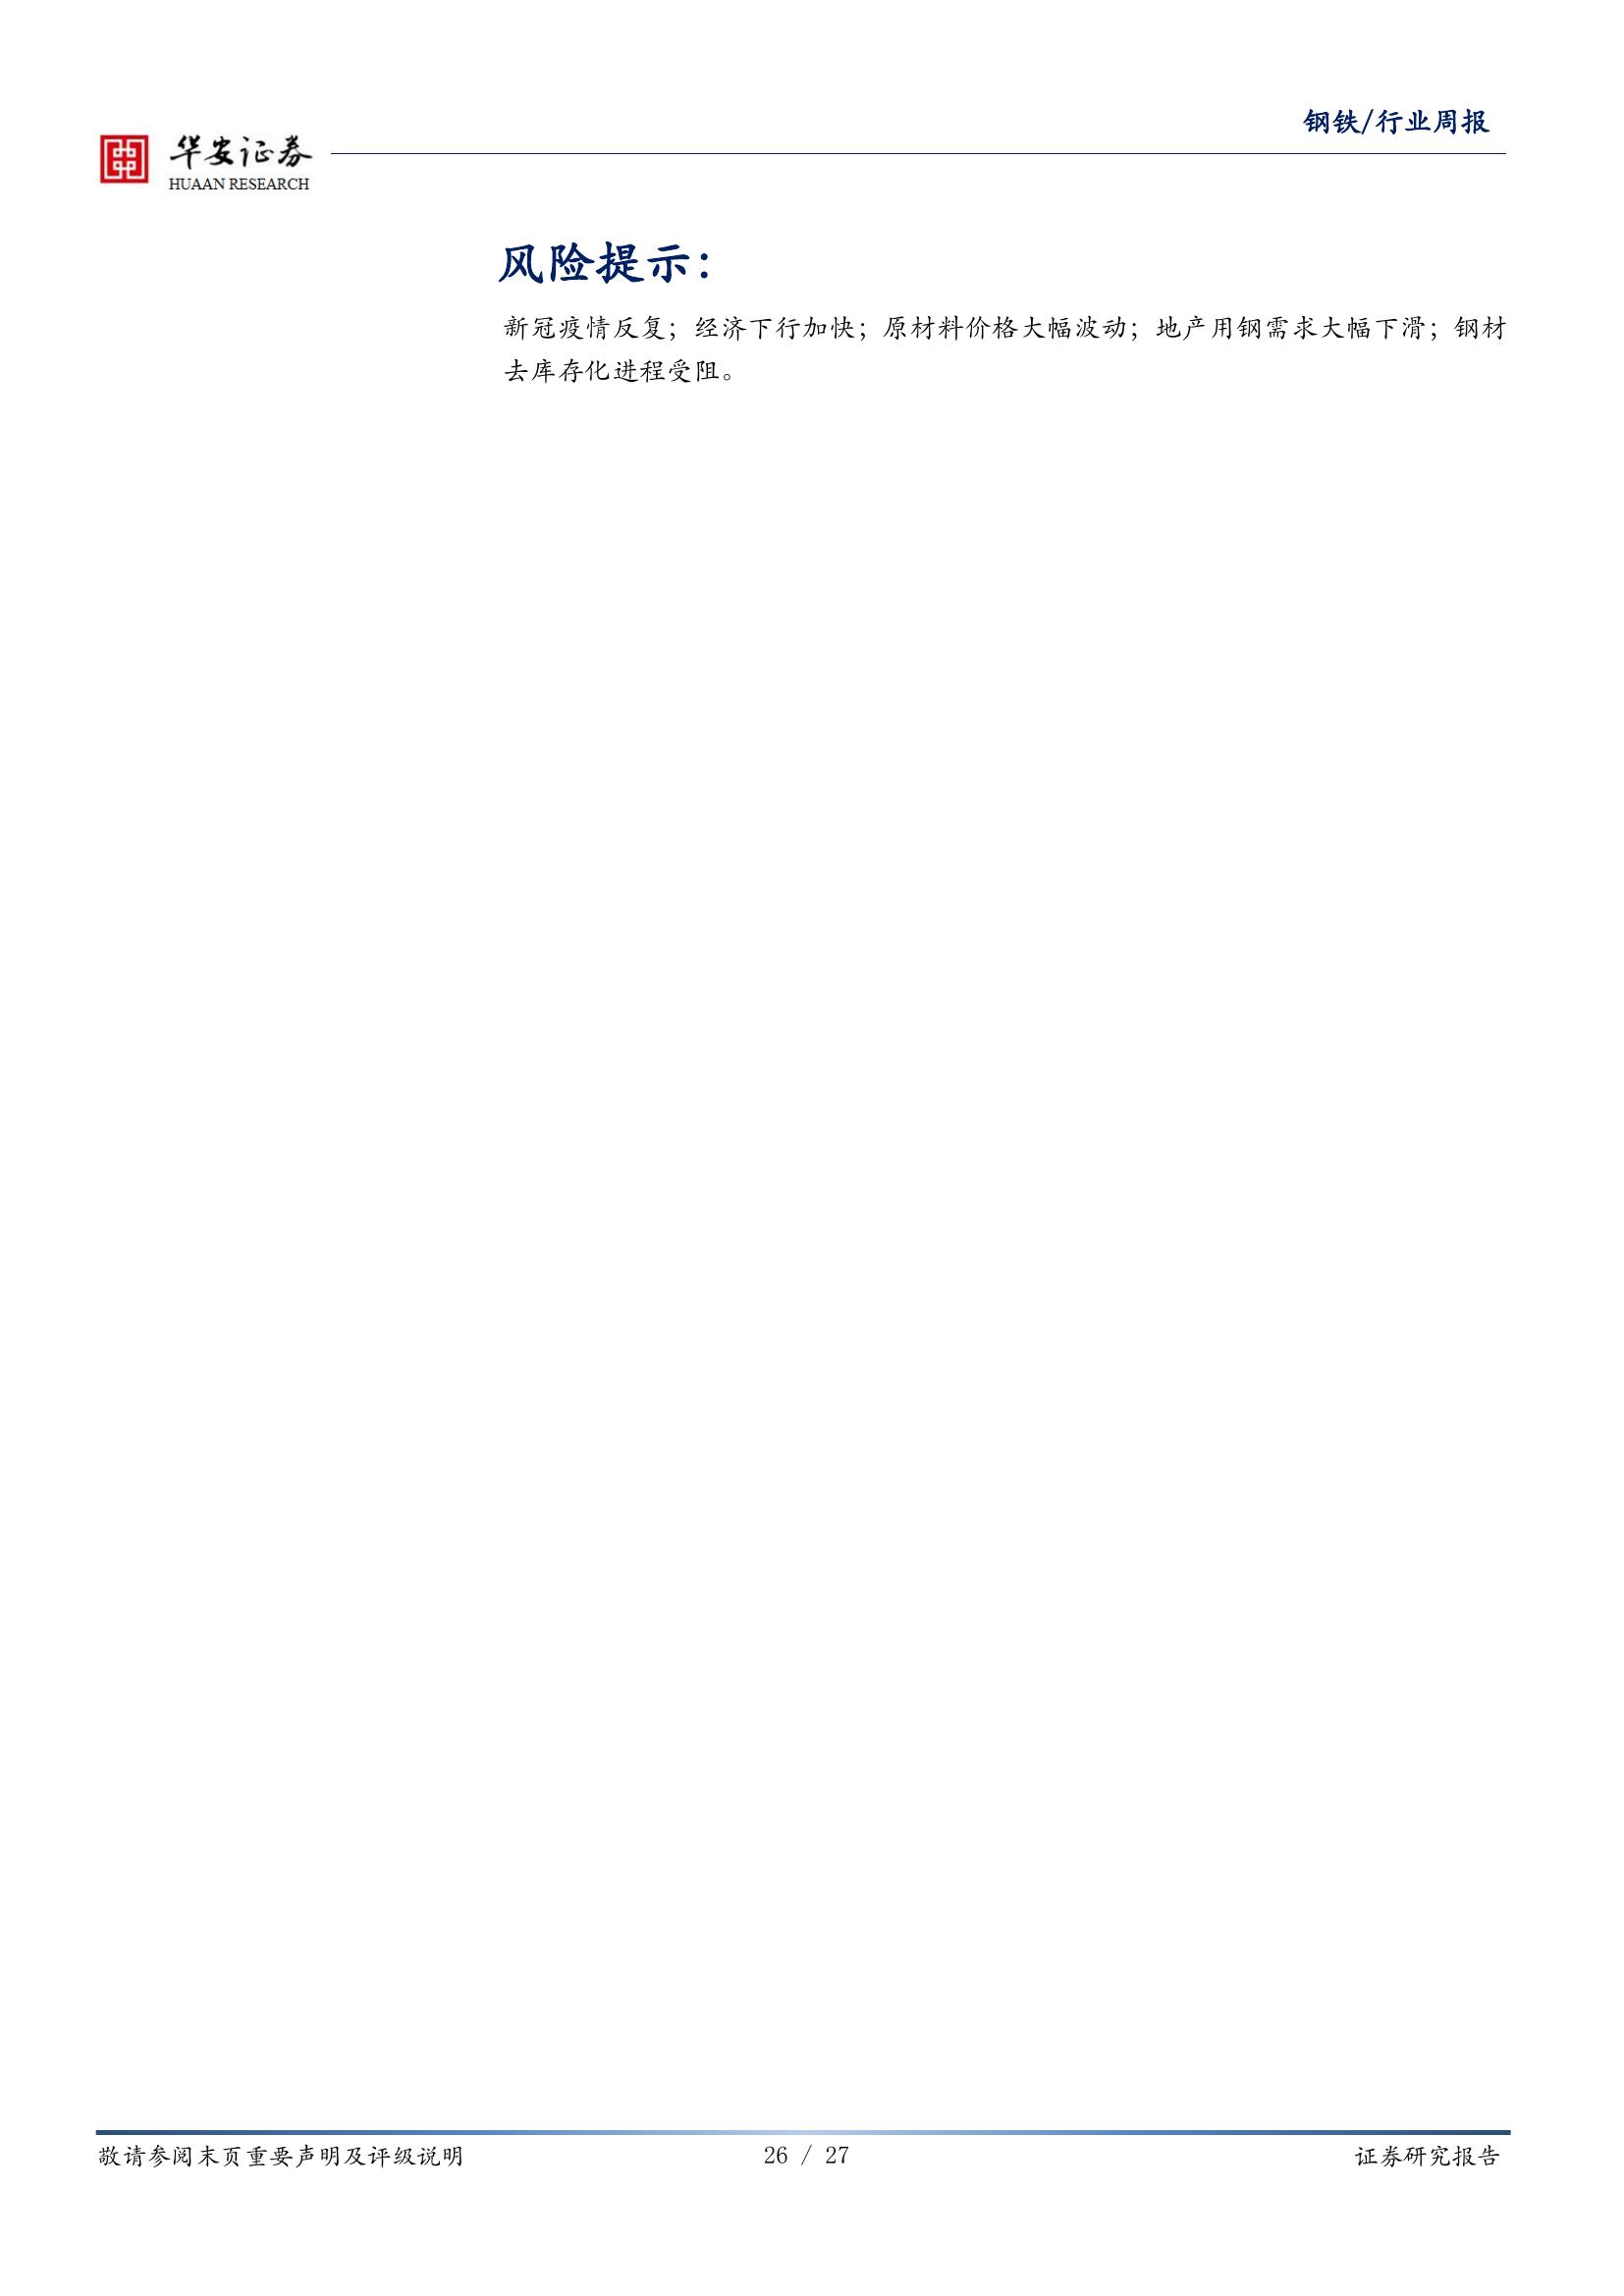 钢铁/行业周报
华安证券
HUAAN RESEARCH
风险提示：
新冠疫情反复；经济下行加快；原材料价格大幅波动；地产用钢需求大幅下滑；钢材
去库存化进程受阻。
敬请参阅末页重要声明及评级说明
26 / 27
证券研究报告